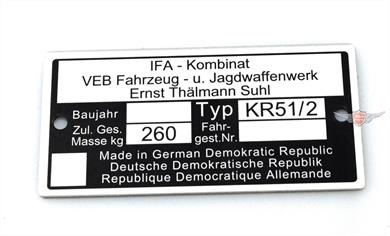 IFA - Kombinat
VEB Fahrzeug - u. Jagdwaffenwerk
Ernst Thälmann Suhl
Baujahr Typ KR51/2
Zul. Ges. Masse kg 260 Fahr- gest.Nr.
Made in German Democratic Republic
Deutsche Demokratische Republik
Republique Democratique Allemande